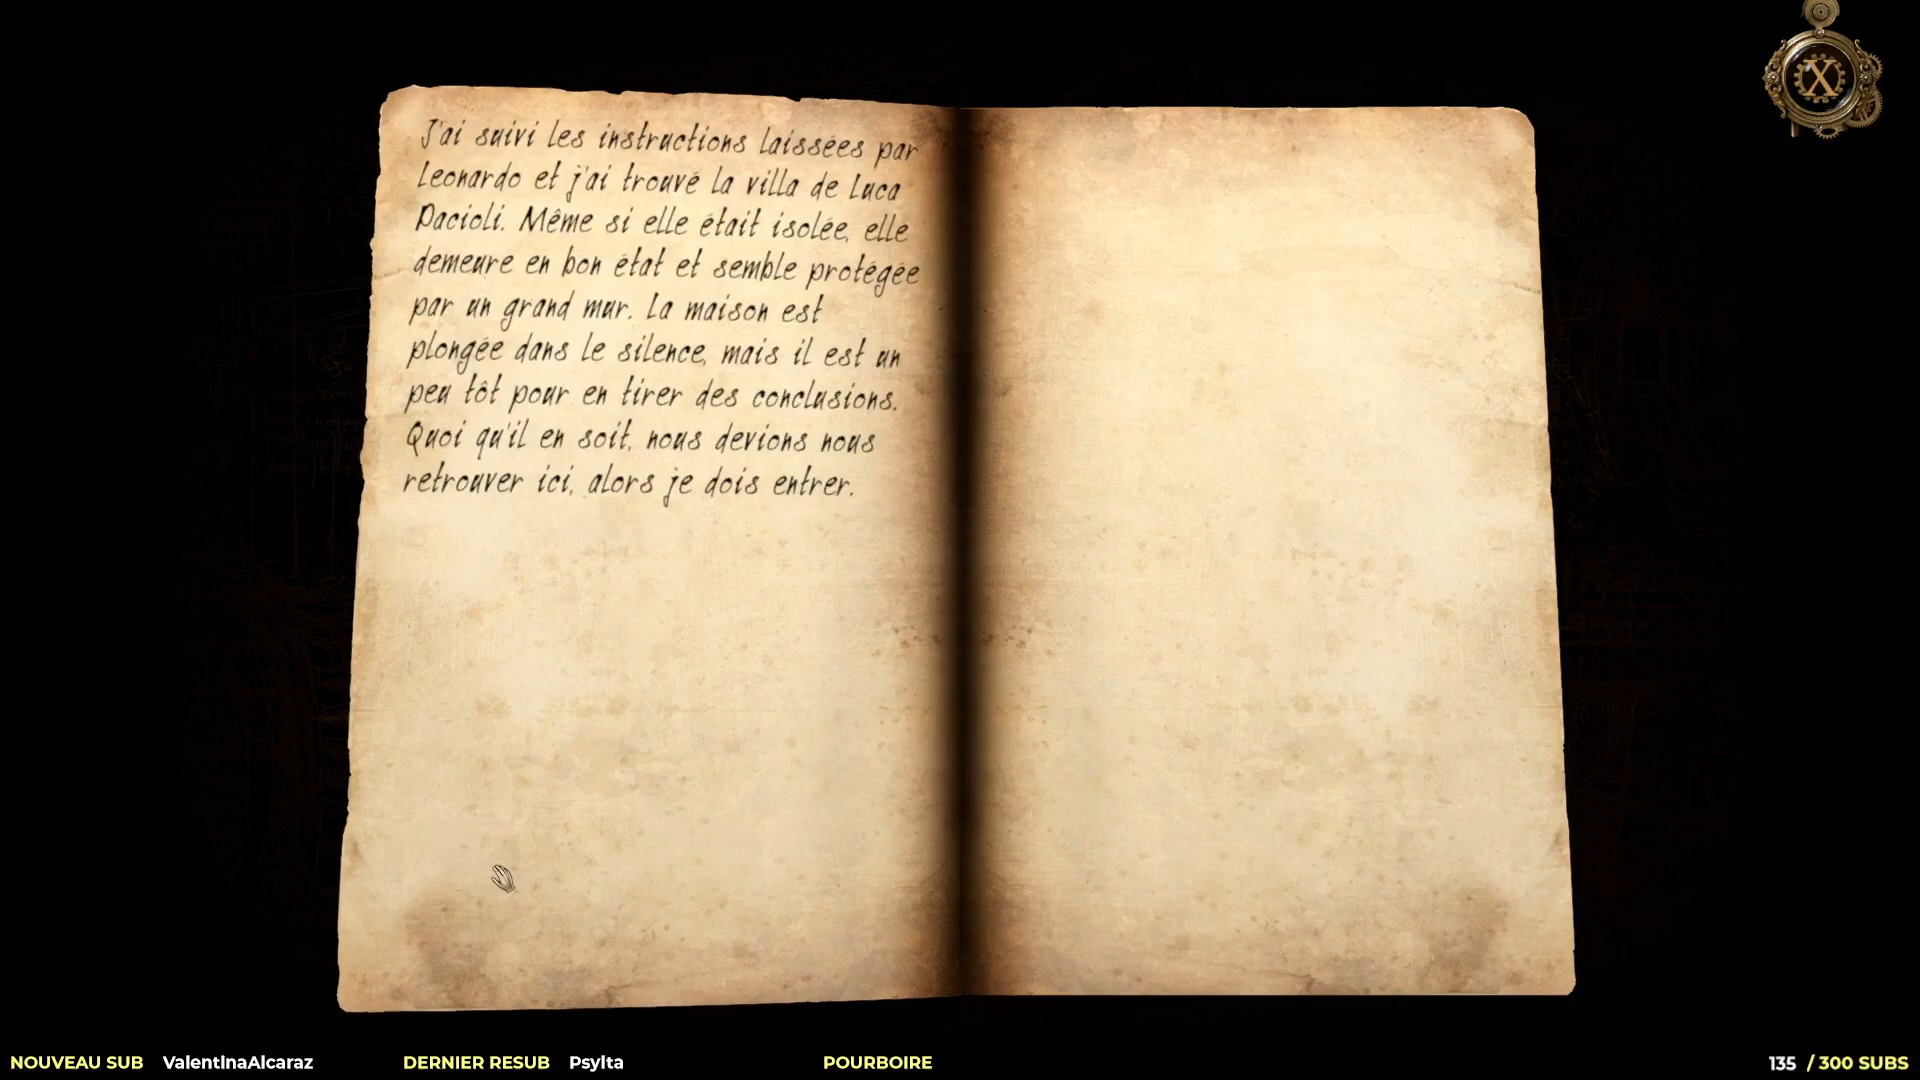 J'ai suivi les instructions laissées par
Leonardo et j'ai trouvé la villa de Luca
Pacioli. Même si elle était isolée, elle
demeure en bon état et semble protégée
par un grand mur. La maison est
plongée dans le silence, mais il est un
peu tôt pour en tirer des conclusions.
Quoi qu'il en soit, nous devions nous
retrouver ici, alors je dois entrer.
X
NOUVEAU SUB ValentInaAlcaraz DERNIER RESUB Psylta POURBOIRE 135 / 300 SUBS